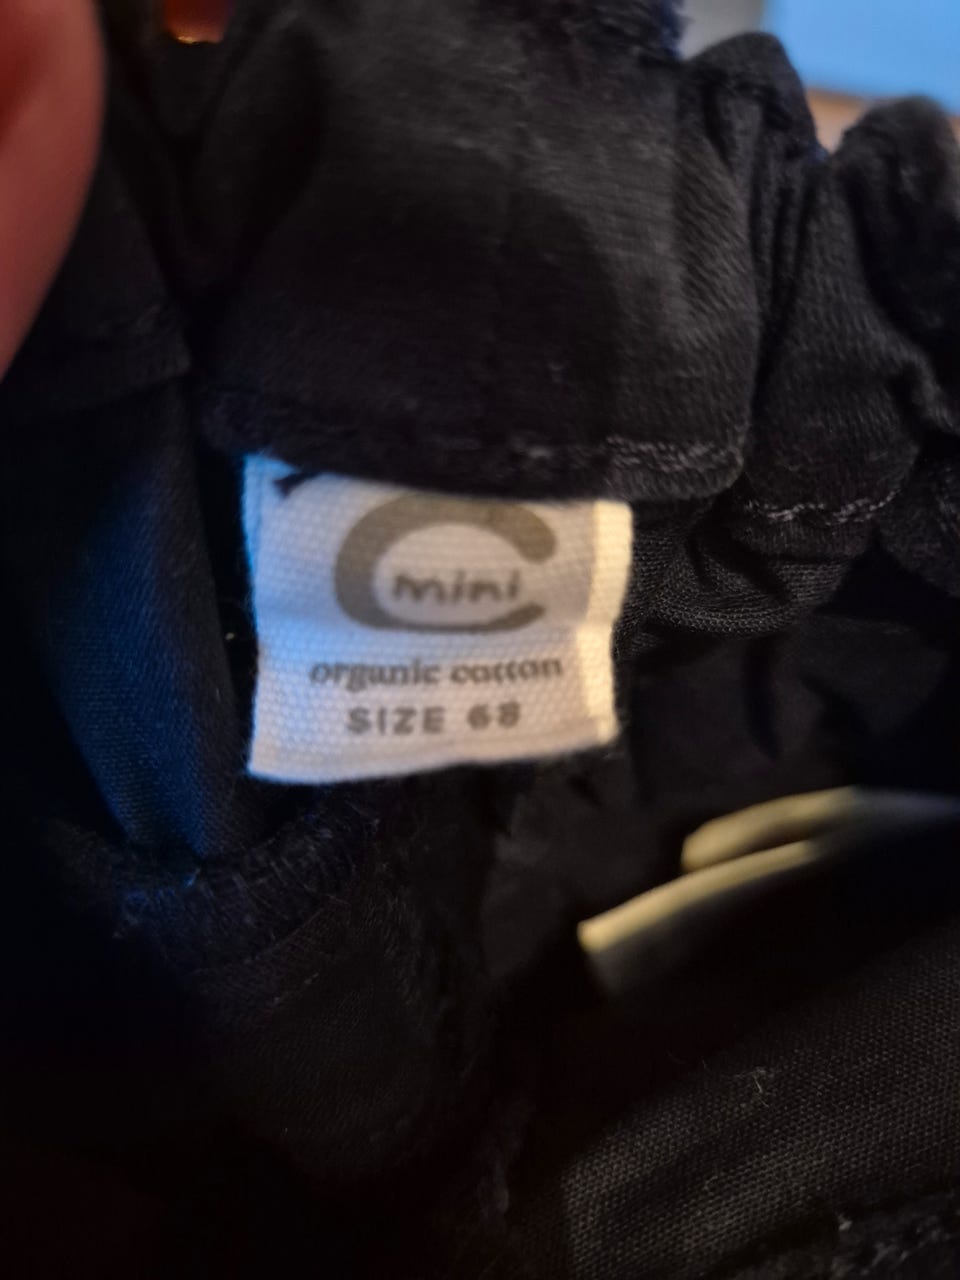 C
mini
organic cotton
SIZE 68